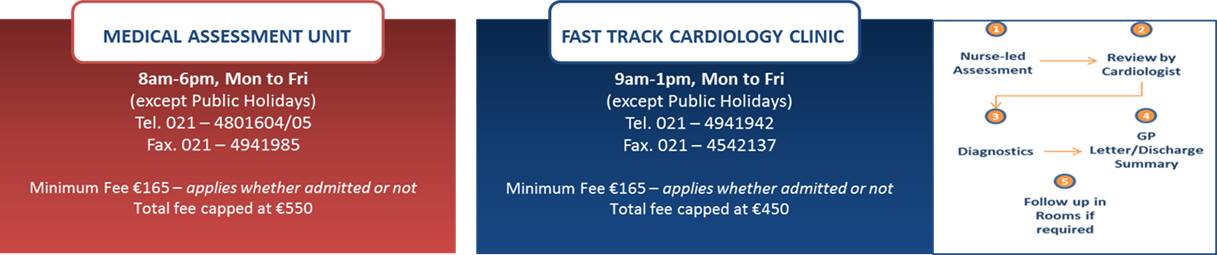 MEDICAL ASSESSMENT UNIT
8am-6pm, Mon to Fri
(except Public Holidays)
Tel. 021 – 4801604/05
Fax. 021 – 4941985
Minimum Fee €165 – applies whether admitted or not
Total fee capped at €550
FAST TRACK CARDIOLOGY CLINIC
9am-1pm, Mon to Fri
(except Public Holidays)
Tel. 021 – 4941942
Fax. 021 – 4542137
Minimum Fee €165 – applies whether admitted or not
Total fee capped at €450
1
Nurse-led
Assessment
2
Review by
Cardiologist
3
Diagnostics
4
GP
Letter/Discharge
Summary
5
Follow up in
Rooms if
required